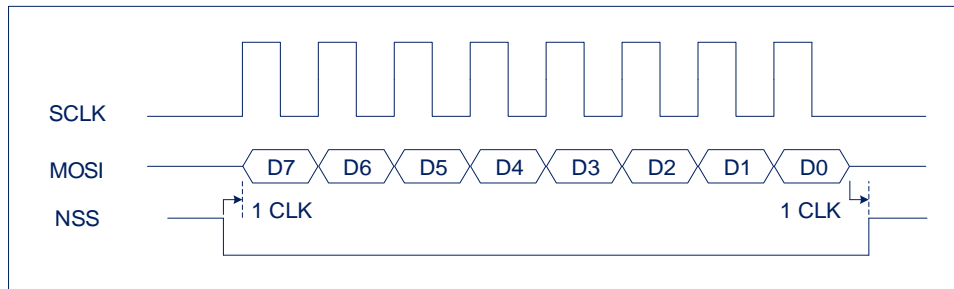 SCLK
MOSI D7 D6 D5 D4 D3 D2 D1 D0
1 CLK 1 CLK
NSS